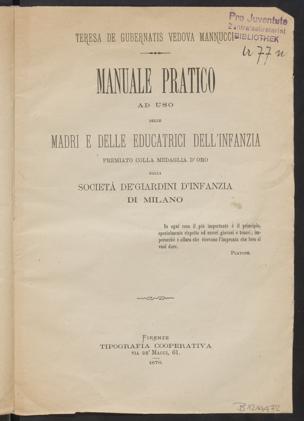 Pro Juventute
Zentralsekretariat
BIBLIOTHEK
TERESA DE GUBERNATIS VEDOVA MANNUCCI
MANUALE PRATICO
AD USO
DELLE
MADRI E DELLE EDUCATRICI DELL'INFANZIA
PREMIATO COLLA MEDAGLIA D'ORO
DALLA
SOCIETÀ DE' GIARDINI D'INFANZIA
DI MILANO
In ogni cosa il più importante è il principio,
specialmente rispetto ad esseri giovani e teneri; im-
perocchè è allora che ricevono l'impronta che loro si
vuol dare.
PLATONE.
FIRENZE
TIPOGRAFIA COOPERATIVA
VIA DE' MACCI, 61.